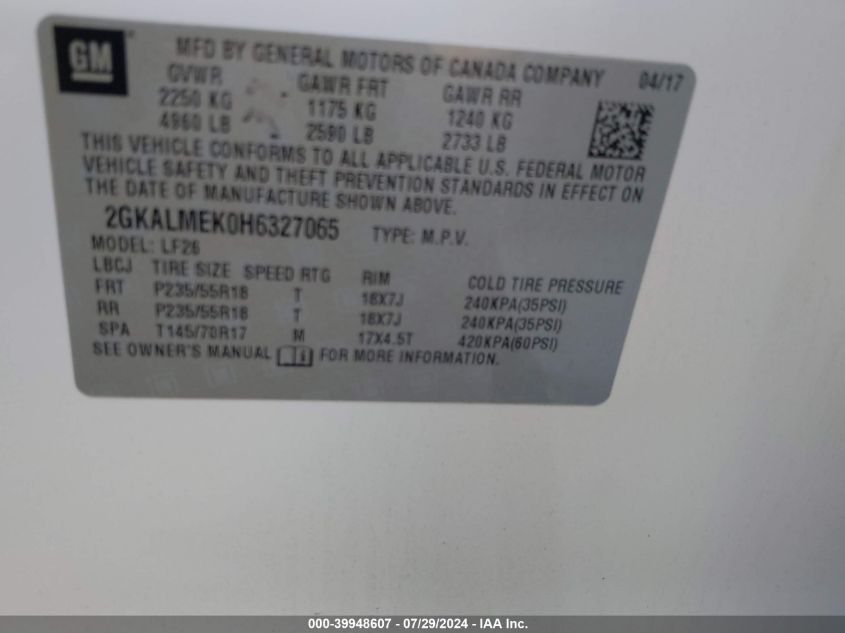 GM
MFD BY GENERAL MOTORS OF CANADA COMPANY 04/17
GVWR GAWR FRT GAWR RR
2250 KG 1175 KG 1240 KG
4960 LB 2590 LB 2733 LB
THIS VEHICLE CONFORMS TO ALL APPLICABLE U.S. FEDERAL MOTOR
VEHICLE SAFETY AND THEFT PREVENTION STANDARDS IN EFFECT ON
THE DATE OF MANUFACTURE SHOWN ABOVE.
2GKALMEK0H6327065 TYPE: M.P.V.
MODEL: LF26
LBCJ TIRE SIZE SPEED RTG RIM COLD TIRE PRESSURE
FRT P235/55R18 T 18X7J 240KPA(35PSI)
RR P235/55R18 T 18X7J 240KPA(35PSI)
SPA T145/70R17 M 17X4.5T 420KPA(60PSI)
SEE OWNER'S MANUAL FOR MORE INFORMATION.
000-39948607 - 07/29/2024 - IAA Inc.